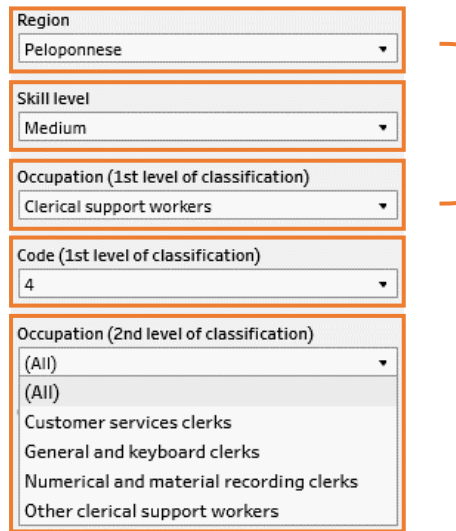 Region
Peloponnese
Skill level
Medium
Occupation (1st level of classification)
Clerical support workers
Code (1st level of classification)
4
Occupation (2nd level of classification)
(All)
(All)
Customer services clerks
General and keyboard clerks
Numerical and material recording clerks
Other clerical support workers